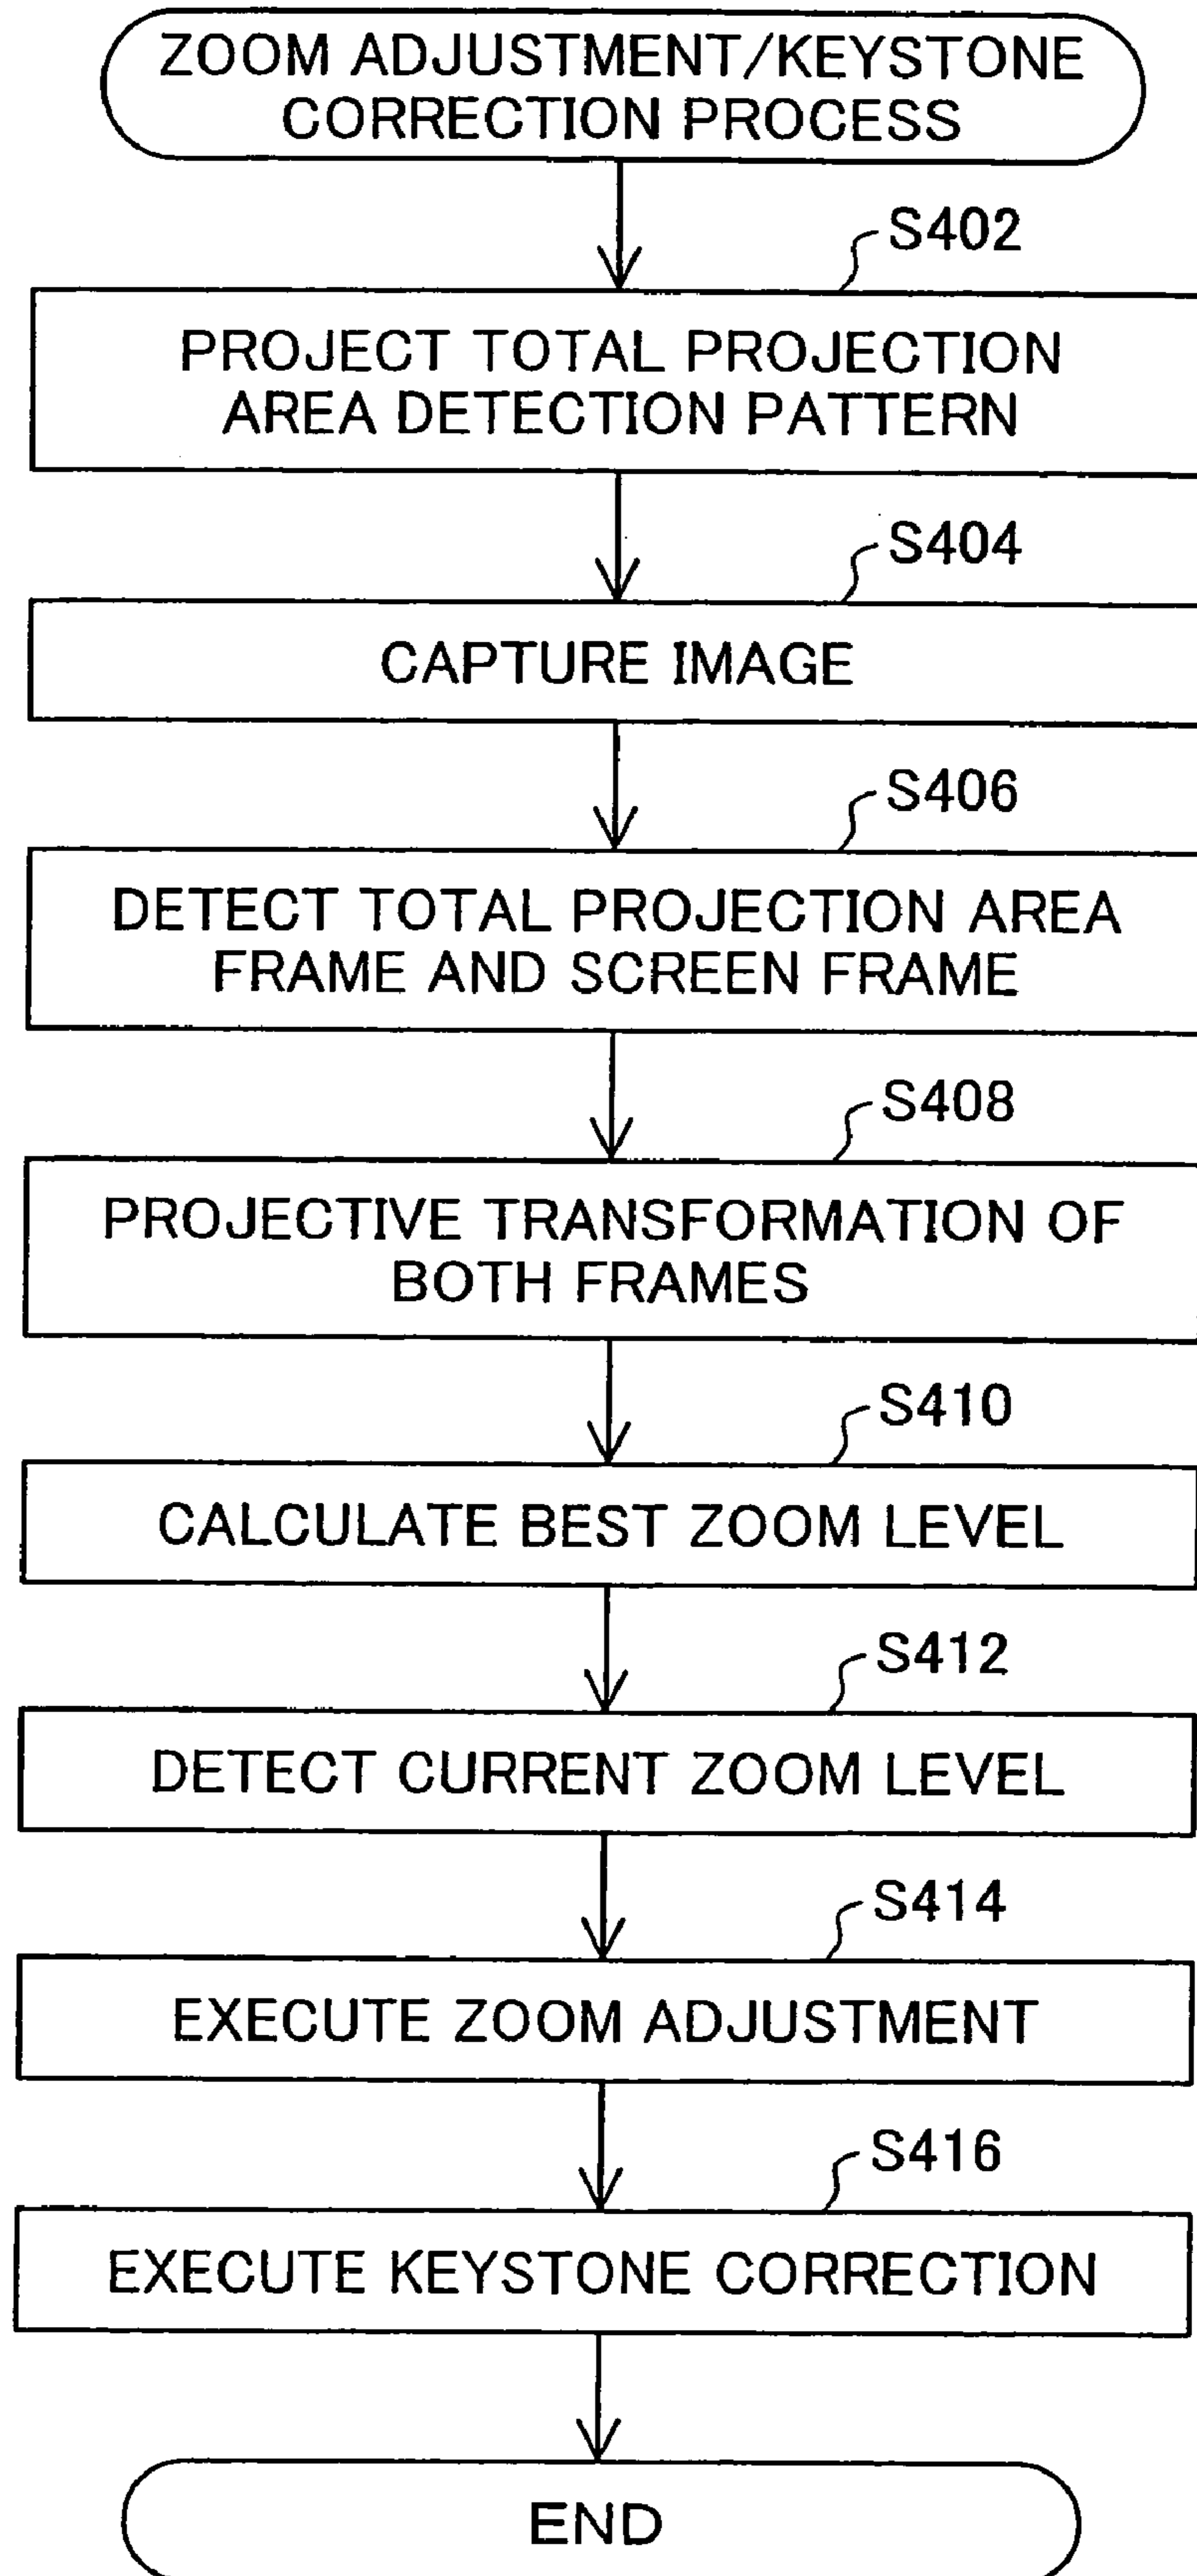 ZOOM ADJUSTMENT/KEYSTONE
CORRECTION PROCESS
S402
PROJECT TOTAL PROJECTION
AREA DETECTION PATTERN
S404
CAPTURE IMAGE
S406
DETECT TOTAL PROJECTION AREA
FRAME AND SCREEN FRAME
S408
PROJECTIVE TRANSFORMATION OF
BOTH FRAMES
S410
CALCULATE BEST ZOOM LEVEL
S412
DETECT CURRENT ZOOM LEVEL
S414
EXECUTE ZOOM ADJUSTMENT
S416
EXECUTE KEYSTONE CORRECTION
END